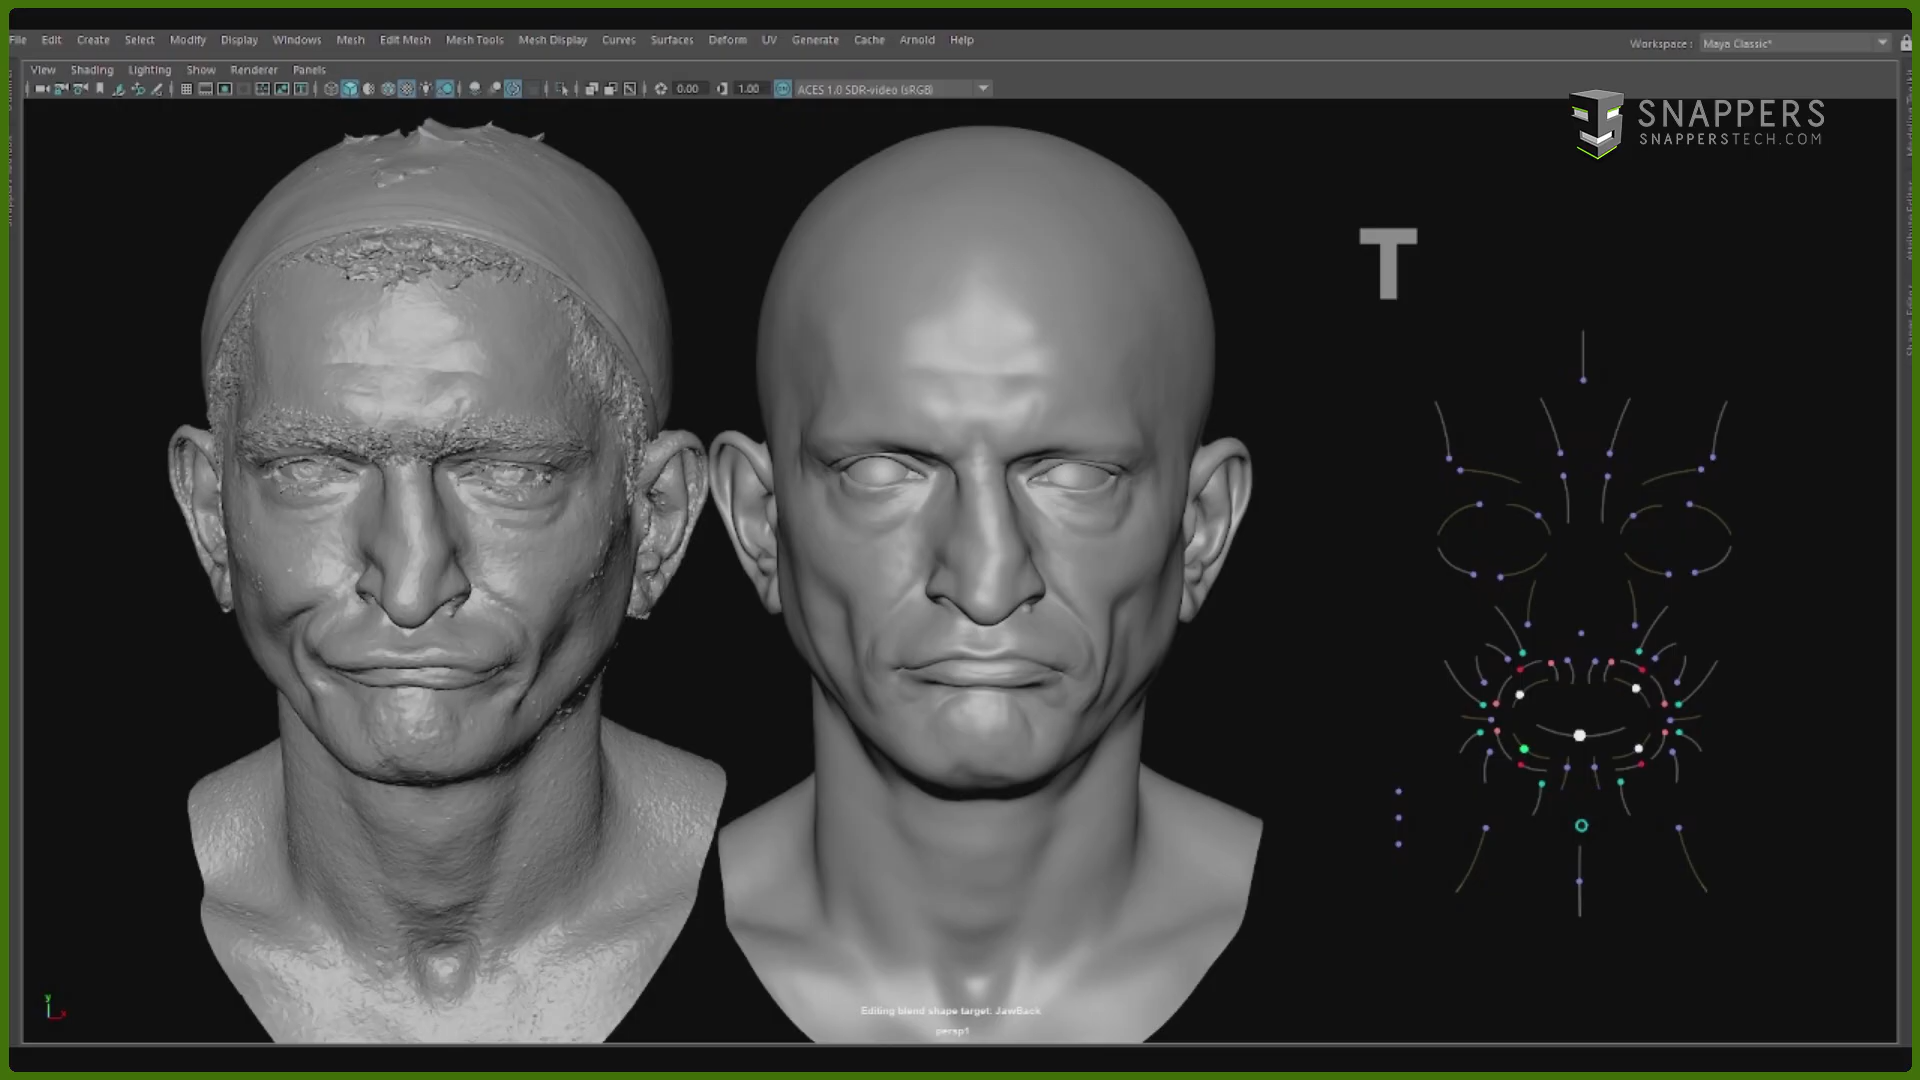 File Edit Create Select Modify Display Windows Mesh Edit Mesh Mesh Tools Mesh Display Curves Surfaces Deform UV Generate Cache Arnold Help
Workspace : Maya Classic*
View Shading Lighting Show Renderer Panels
0.00 1.00 ACES 1.0 SDR-video (sRGB)
SNAPPERS
SNAPPERSTECH.COM
T
Editing blend shape target: JawBack
persp1
y
x